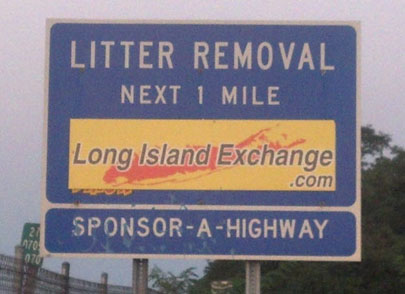 LITTER REMOVAL
NEXT 1 MILE
Long Island Exchange
.com
SPONSOR-A-HIGHWAY